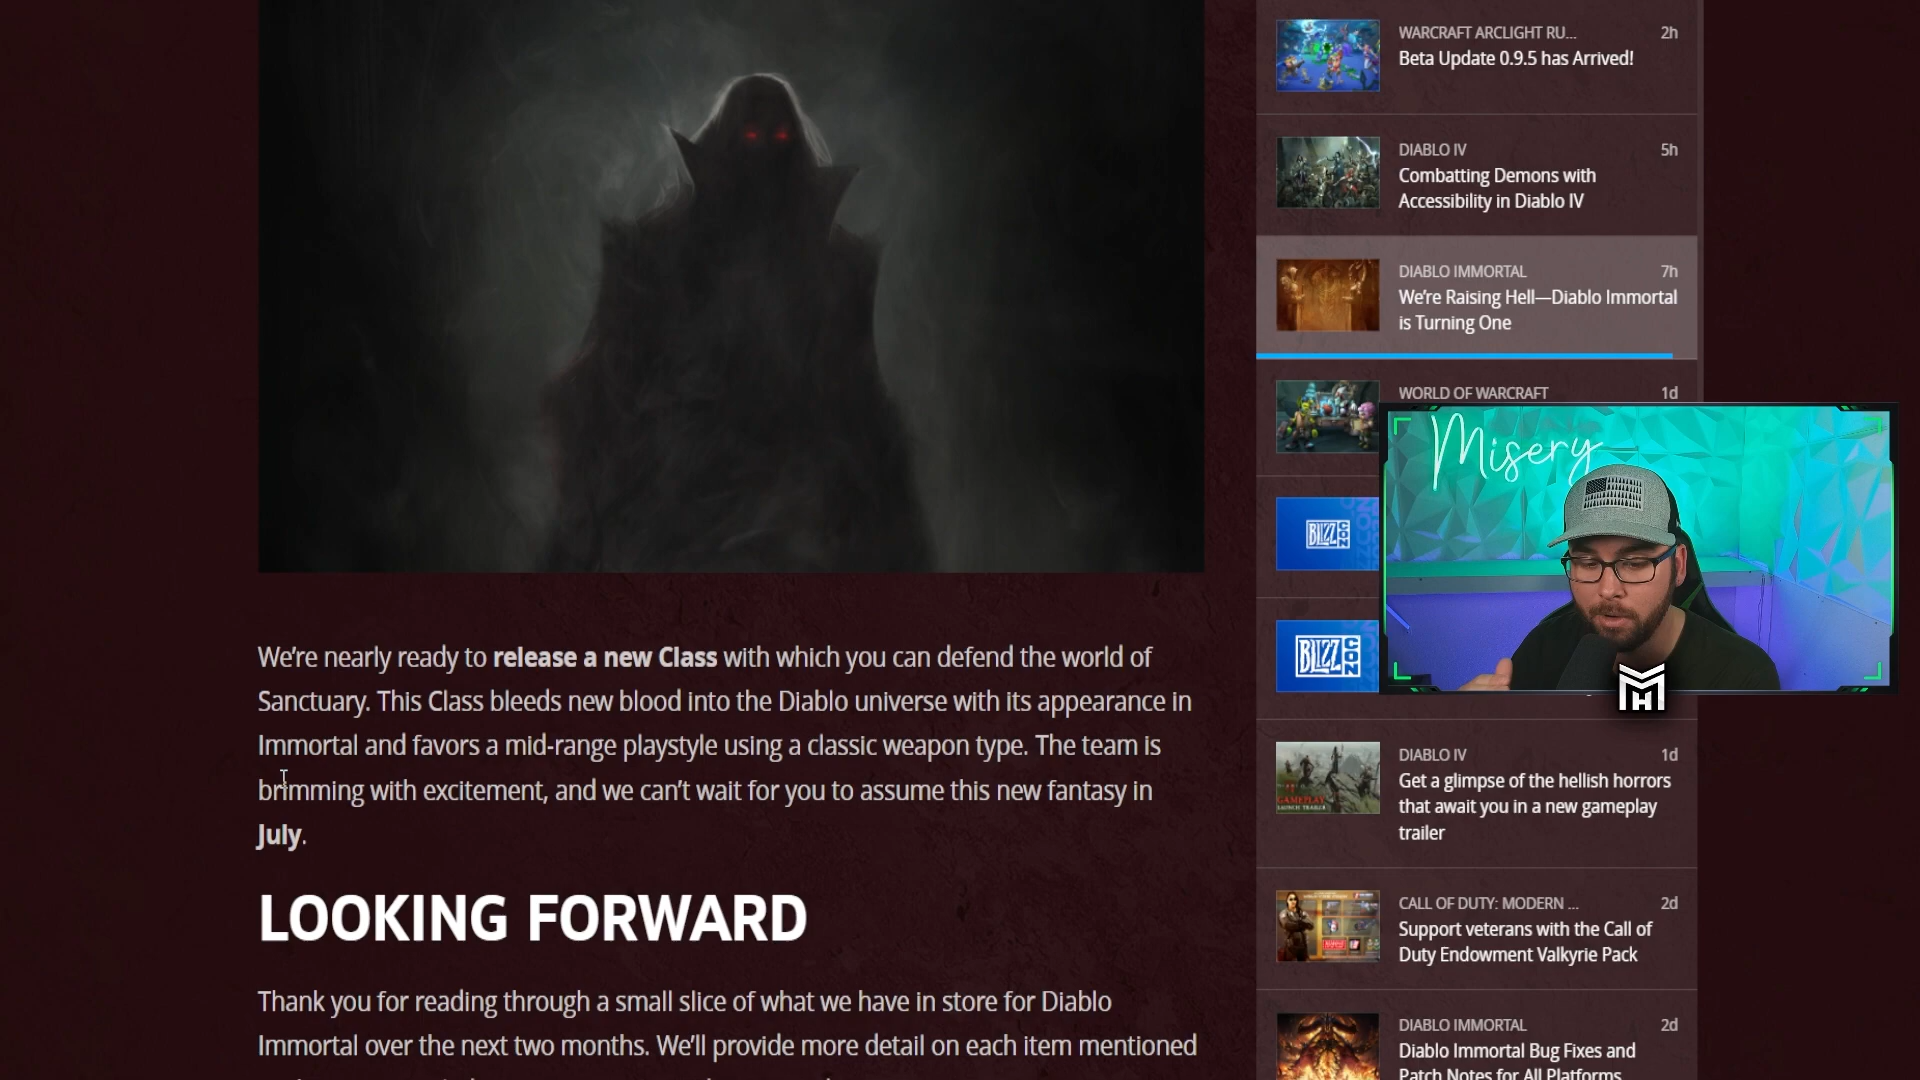 WARCRAFT ARCLIGHT RU... 2h
Beta Update 0.9.5 has Arrived!
DIABLO IV 5h
Combatting Demons with
Accessibility in Diablo IV
DIABLO IMMORTAL 7h
We’re Raising Hell—Diablo Immortal
is Turning One
WORLD OF WARCRAFT 1d
Misery
BLIZZ
CON
BLIZZ
CON
We’re nearly ready to release a new Class with which you can defend the world of
Sanctuary. This Class bleeds new blood into the Diablo universe with its appearance in
Immortal and favors a mid-range playstyle using a classic weapon type. The team is
brimming with excitement, and we can’t wait for you to assume this new fantasy in
July.
DIABLO IV 1d
Get a glimpse of the hellish horrors
that await you in a new gameplay
trailer
GAMEPLAY
LAUNCH TRAILER
LOOKING FORWARD
CALL OF DUTY: MODERN ... 2d
Support veterans with the Call of
Duty Endowment Valkyrie Pack
Thank you for reading through a small slice of what we have in store for Diablo
Immortal over the next two months. We’ll provide more detail on each item mentioned
DIABLO IMMORTAL 2d
Diablo Immortal Bug Fixes and
Patch Notes for All Platforms